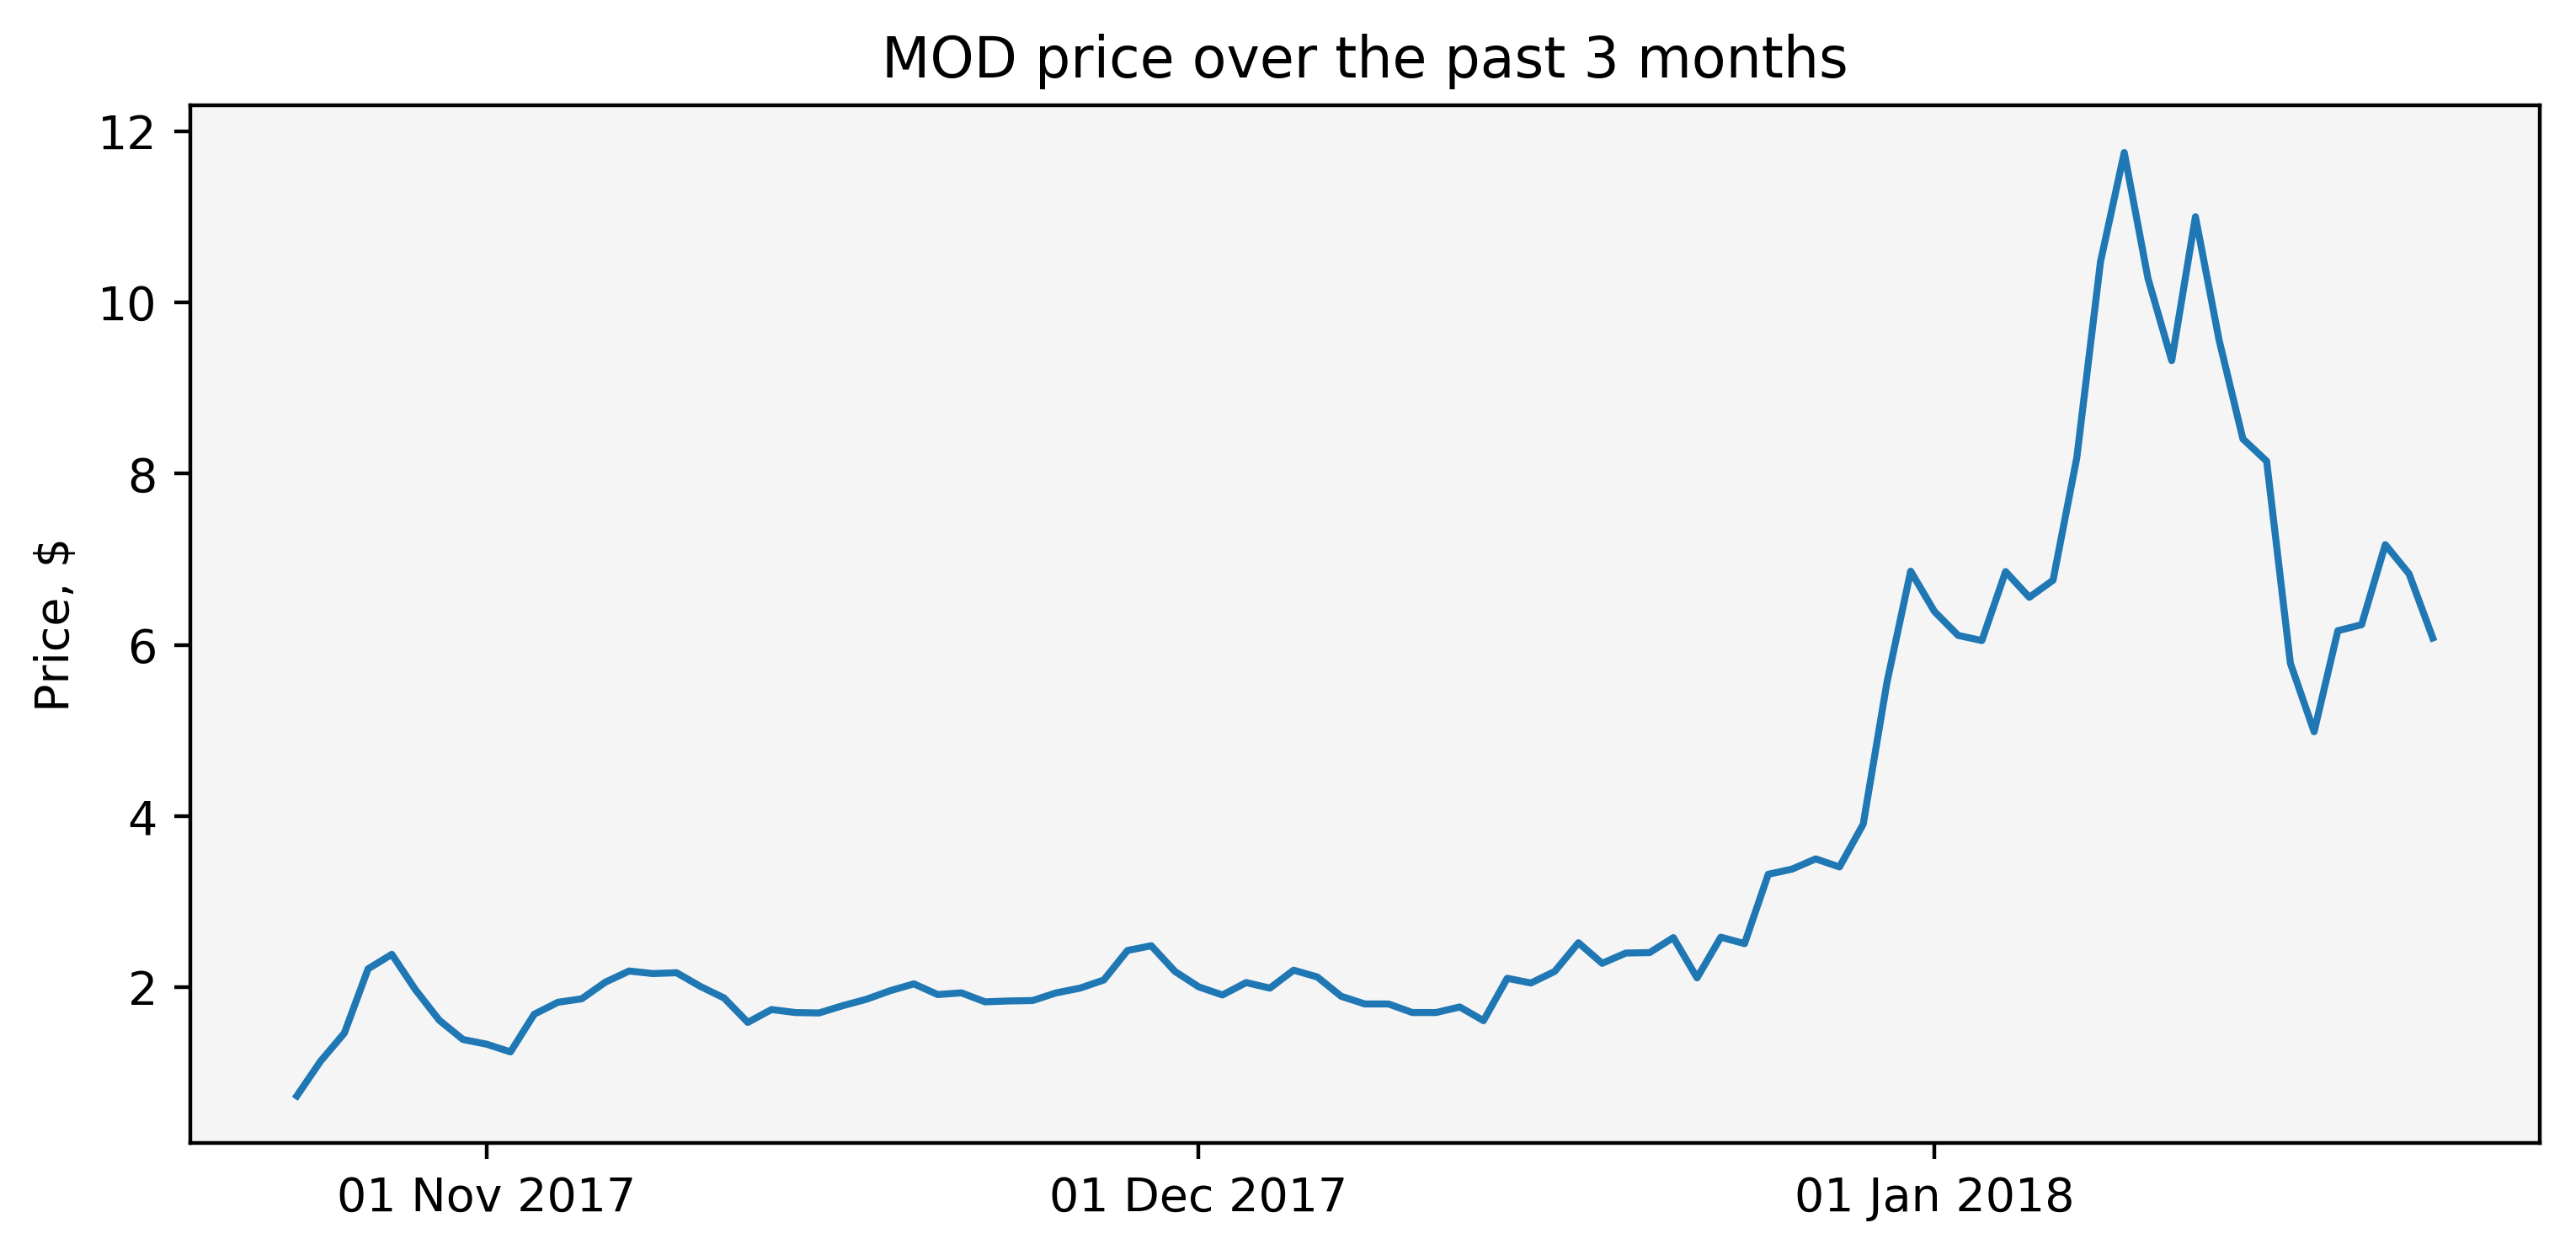 MOD price over the past 3 months
Price, $
12
10
8
6
4
2
01 Nov 2017
01 Dec 2017
01 Jan 2018